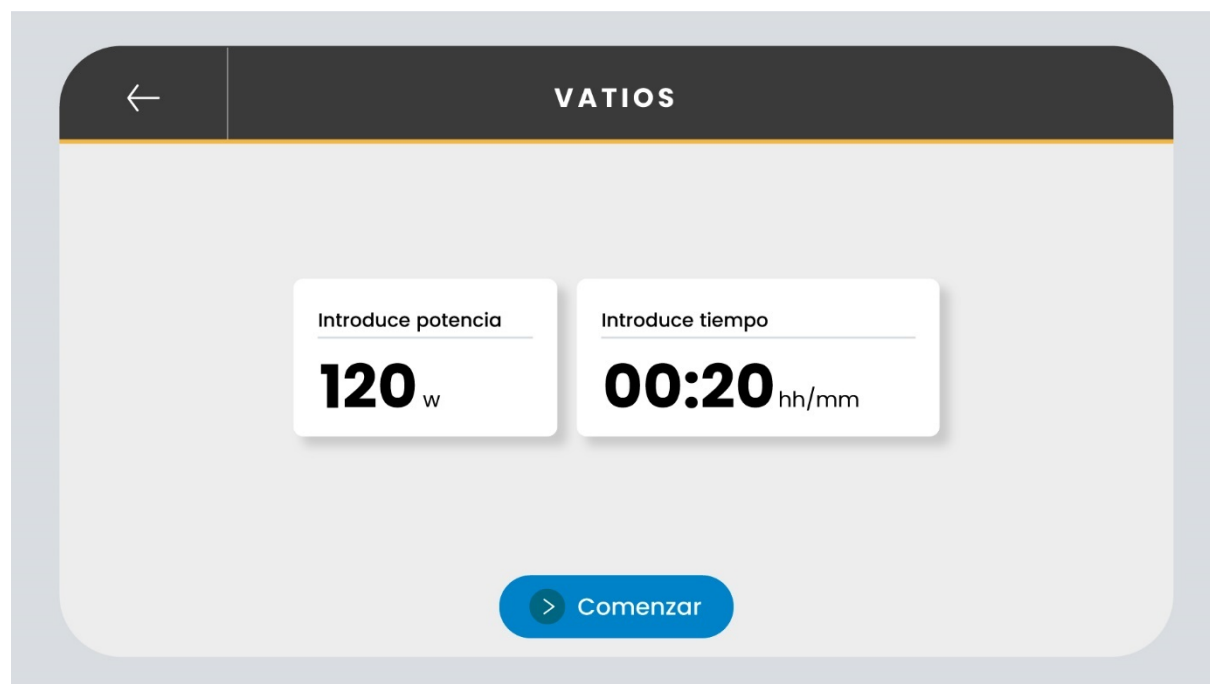 VATIOS
Introduce potencia
120 w
Introduce tiempo
00:20 hh/mm
Comenzar